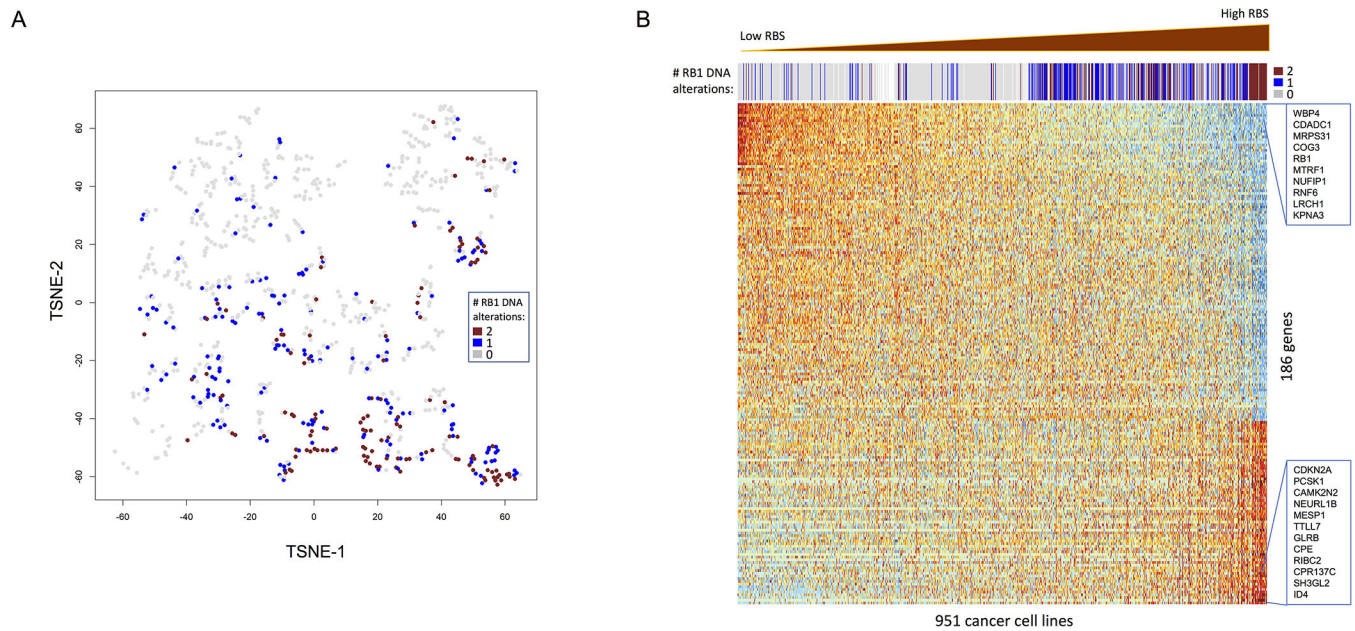 A
TSNE-2
60
40
20
0
-20
-40
-60
-60
-40
-20
0
20
40
60
TSNE-1
# RB1 DNA
alterations:
2
1
0
B
Low RBS
High RBS
# RB1 DNA
alterations:
2
1
0
WBP4
CDADC1
MRPS31
COG3
RB1
MTRF1
NUFIP1
RNF6
LRCH1
KPNA3
186 genes
CDKN2A
PCSK1
CAMK2N2
NEURL1B
MESP1
TTLL7
GLRB
CPE
RIBC2
CPR137C
SH3GL2
ID4
951 cancer cell lines